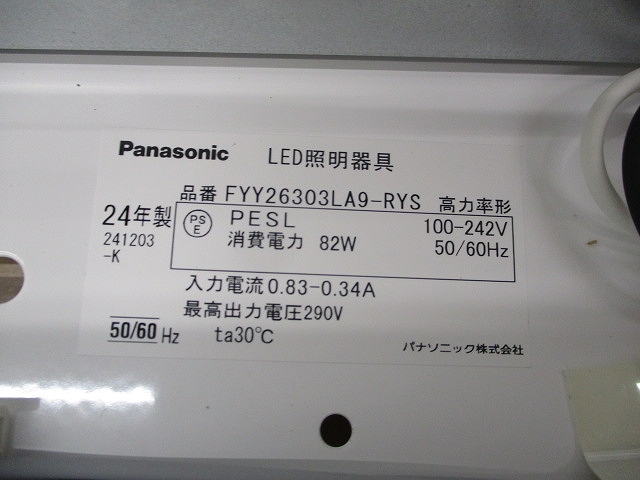 Panasonic LED照明器具
品番 FYY26303LA9-RYS 高力率形
24年製 PS E PESL 100-242V
241203 消費電力 82W 50/60Hz
-K
入力電流0.83-0.34A
最高出力電圧290V
50/60 Hz ta30℃
パナソニック株式会社